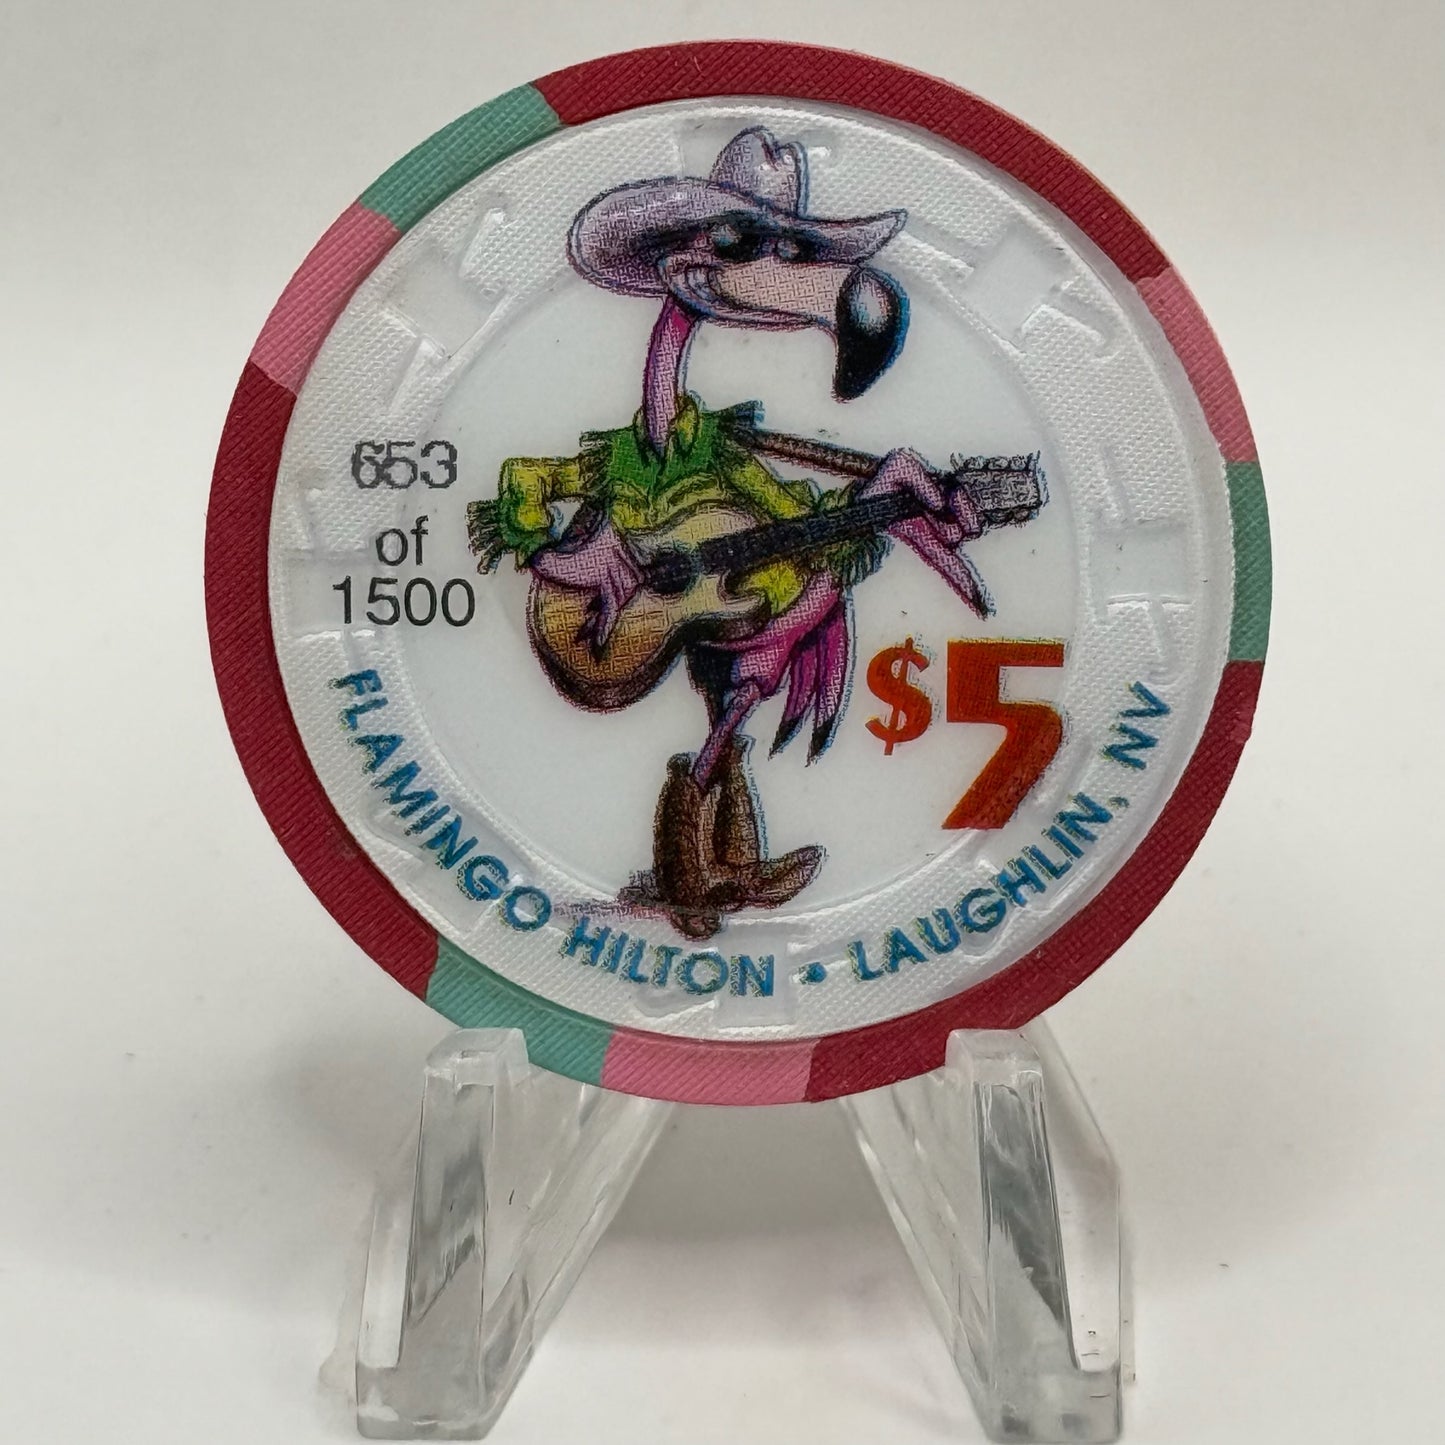 653
of
1500
$5
FLAMINGO HILTON • LAUGHLIN, NV